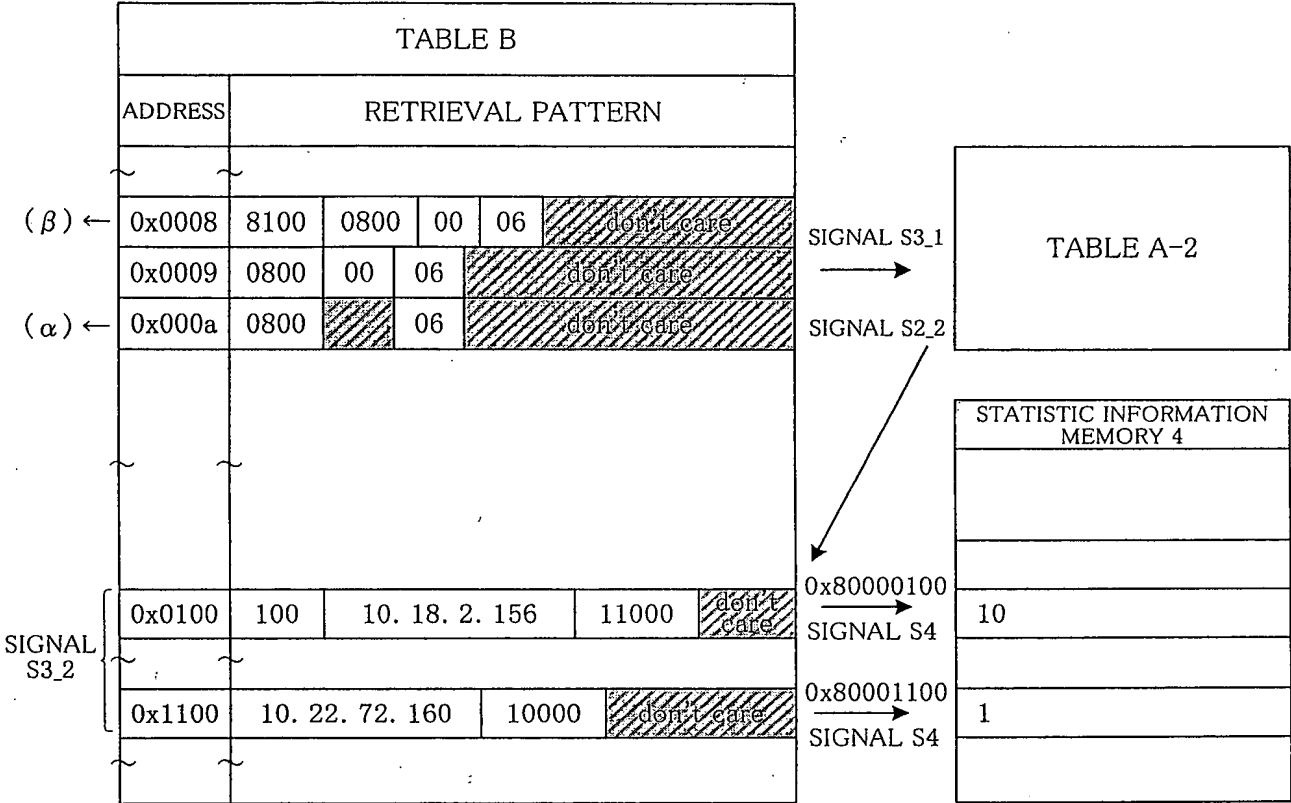 TABLE B
ADDRESS RETRIEVAL PATTERN
(β) ← 0x0008 8100 0800 00 06 don't care
SIGNAL S3_1
0x0009 0800 00 06 don't care
TABLE A-2
(α) ← 0x000a 0800 06 don't care
SIGNAL S2_2
STATISTIC INFORMATION
MEMORY 4
0x80000100
0x0100 100 10. 18. 2. 156 11000 don't care
10
SIGNAL S4
SIGNAL
S3_2
0x80001100
0x1100 10. 22. 72. 160 10000 don't care
1
SIGNAL S4